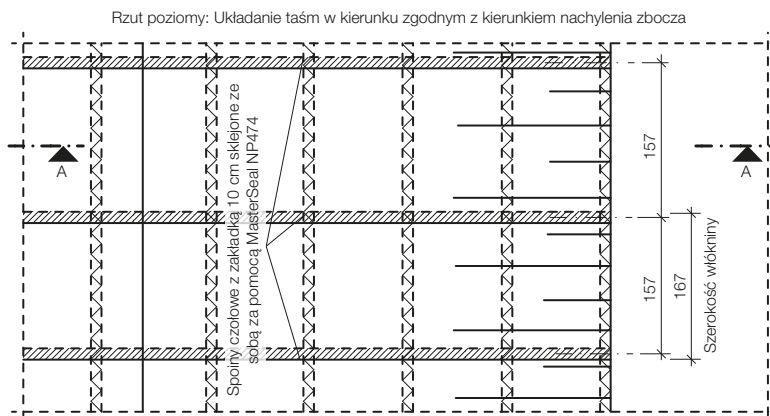 Rzut poziomy: Układanie taśm w kierunku zgodnym z kierunkiem nachylenia zbocza
Spoiny czołowe z zakładką 10 cm sklejone ze
sobą za pomocą MasterSeal NP474
A
A
157
157
167
Szerokość włókniny